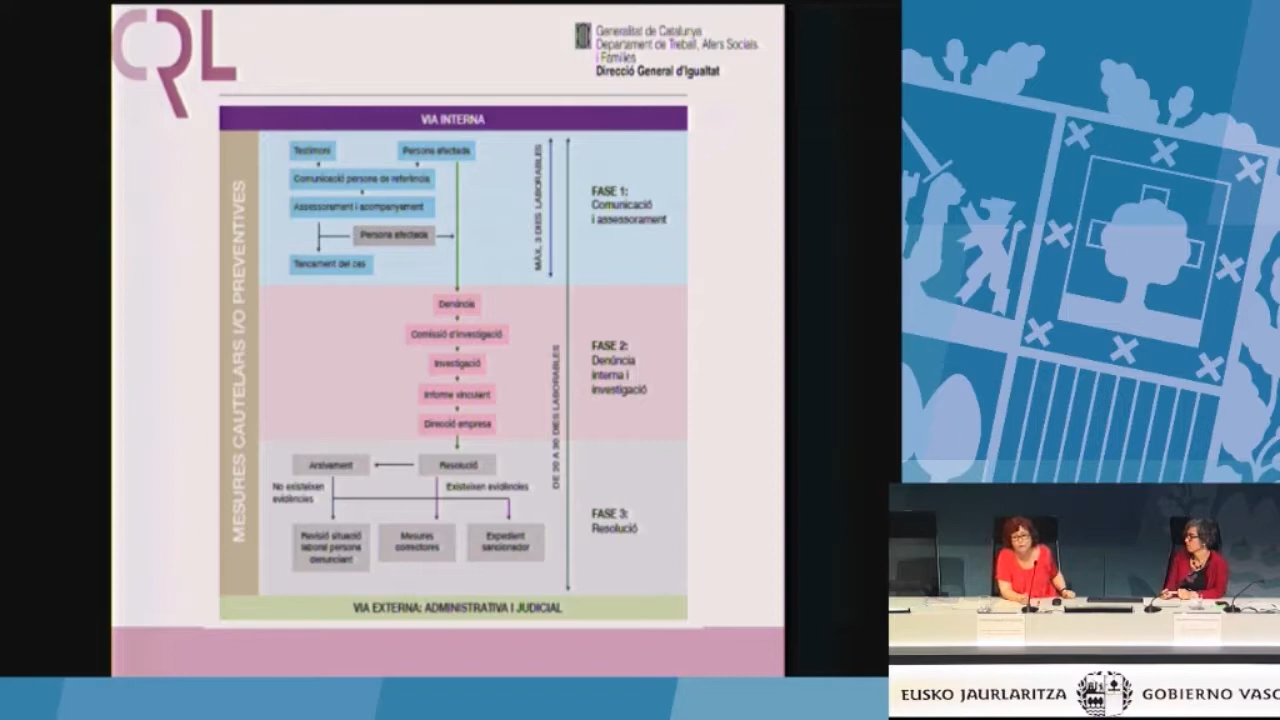 CRL
Generalitat de Catalunya
Departament de Treball, Afers Socials
i Famílies
Direcció General d'Igualtat
VIA INTERNA
MESURES CAUTELARS I/O PREVENTIVES
Testimoni
Persona afectada
Comunicació persona de referència
Assessorament i acompanyament
Persona afectada
Tancament del cas
MÀX. 3 DIES LABORABLES
FASE 1:
Comunicació
i assessorament
Denúncia
Comissió d'investigació
Investigació
Informe vinculant
Direcció empresa
FASE 2:
Denúncia
interna i
investigació
DE 20 A 30 DIES LABORABLES
Arxivament
Resolució
No existeixen
evidències
Existeixen evidències
Revisió situació
laboral persona
denunciant
Mesures
correctores
Expedient
sancionador
FASE 3:
Resolució
VIA EXTERNA: ADMINISTRATIVA I JUDICIAL
EUSKO JAURLARITZA
GOBIERNO VASC